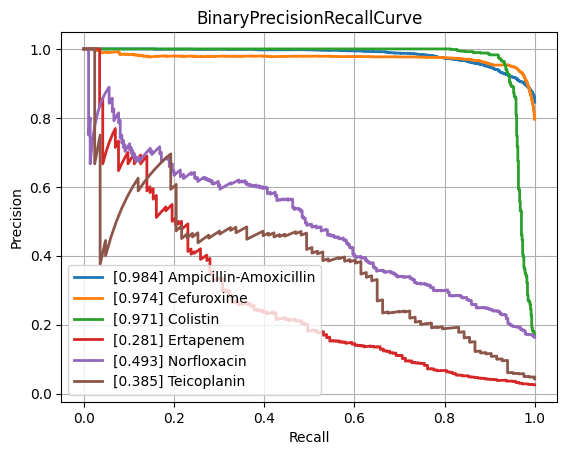 BinaryPrecisionRecallCurve
1.0
0.8
0.6
0.4
0.2
0.0
Precision
[0.984] Ampicillin-Amoxicillin
[0.974] Cefuroxime
[0.971] Colistin
[0.281] Ertapenem
[0.493] Norfloxacin
[0.385] Teicoplanin
0.0 0.2 0.4 0.6 0.8 1.0
Recall